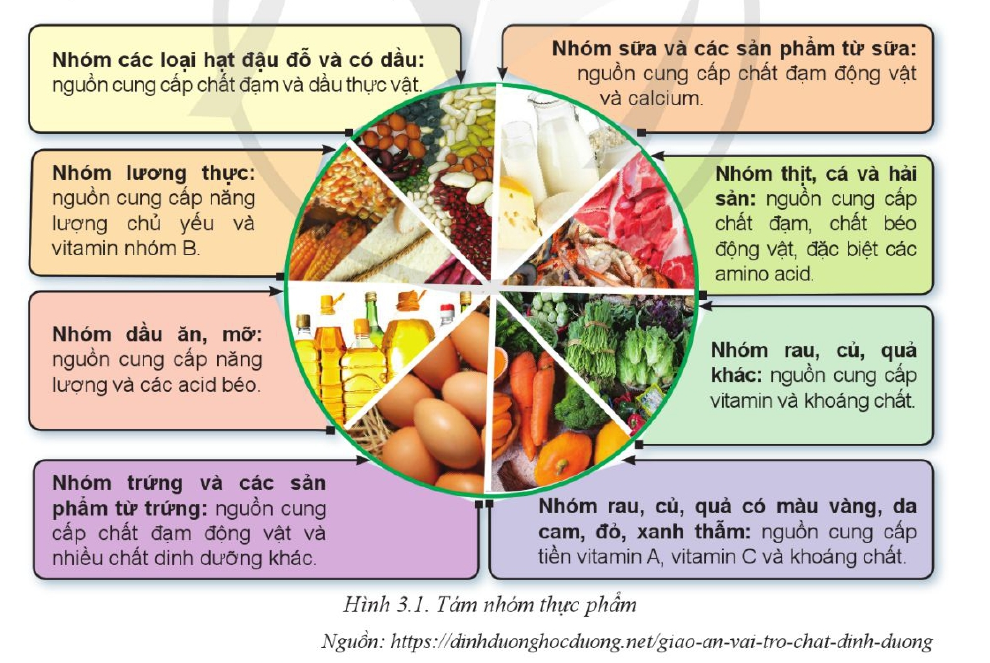 Nhóm các loại hạt đậu đỗ và có dầu:
nguồn cung cấp chất đạm và dầu thực vật.
Nhóm sữa và các sản phẩm từ sữa:
nguồn cung cấp chất đạm động vật
và calcium.
Nhóm lương thực:
nguồn cung cấp năng
lượng chủ yếu và
vitamin nhóm B.
Nhóm thịt, cá và hải
sản: nguồn cung cấp
chất đạm, chất béo
động vật, đặc biệt các
amino acid.
Nhóm dầu ăn, mỡ:
nguồn cung cấp năng
lượng và các acid béo.
Nhóm rau, củ, quả
khác: nguồn cung cấp
vitamin và khoáng chất.
Nhóm trứng và các sản
phẩm từ trứng: nguồn cung
cấp chất đạm động vật và
nhiều chất dinh dưỡng khác.
Nhóm rau, củ, quả có màu vàng, da
cam, đỏ, xanh thẫm: nguồn cung cấp
tiền vitamin A, vitamin C và khoáng chất.
Hình 3.1. Tám nhóm thực phẩm
Nguồn: https://dinhduonghocduong.net/giao-an-vai-tro-chat-dinh-duong